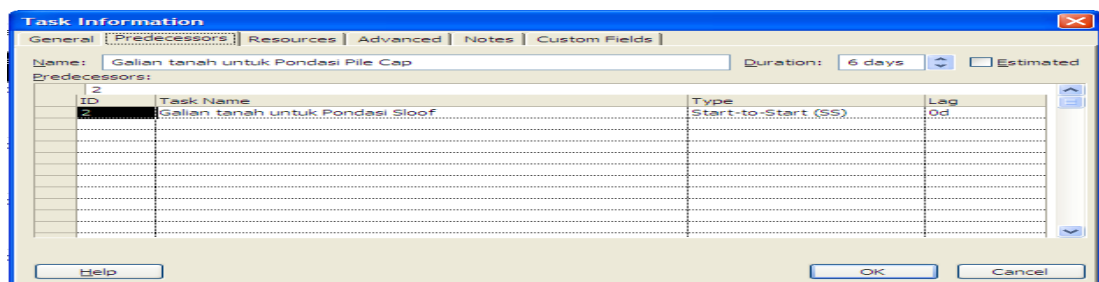 Task Information
General Predecessors Resources Advanced Notes Custom Fields
Name: Galian tanah untuk Pondasi Pile Cap Duration: 6 days Estimated
Predecessors:
2
ID Task Name Type Lag
2 Galian tanah untuk Pondasi Sloof Start-to-Start (SS) 0d
Help OK Cancel